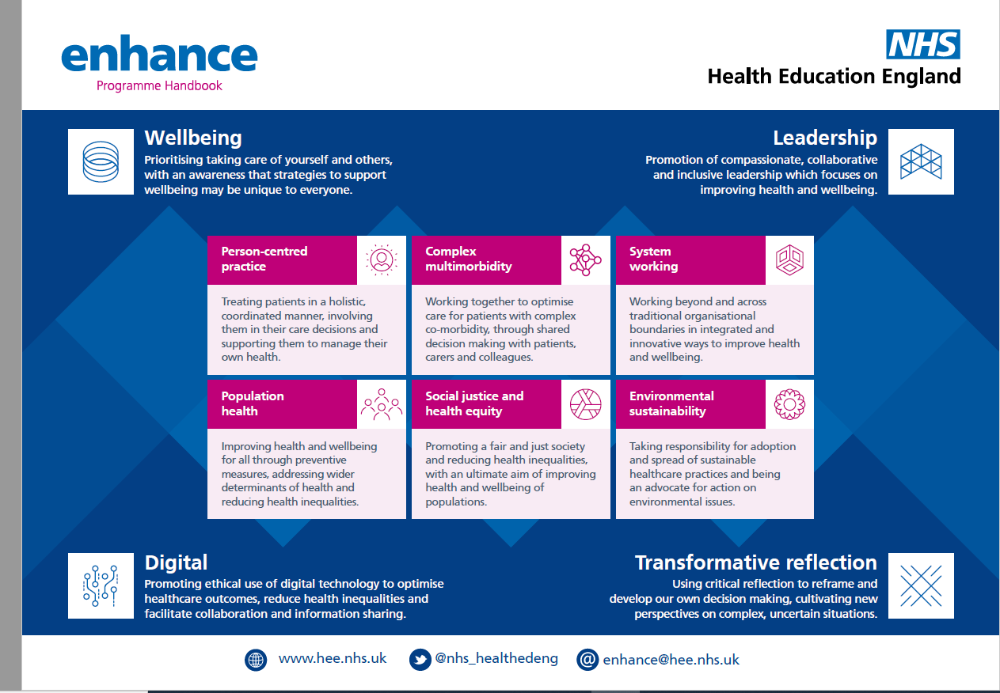 enhance
Programme Handbook
NHS
Health Education England
Wellbeing
Prioritising taking care of yourself and others,
with an awareness that strategies to support
wellbeing may be unique to everyone.
Leadership
Promotion of compassionate, collaborative
and inclusive leadership which focuses on
improving health and wellbeing.
Person-centred
practice
Treating patients in a holistic,
coordinated manner, involving
them in their care decisions and
supporting them to manage their
own health.
Complex
multimorbidity
Working together to optimise
care for patients with complex
co-morbidity, through shared
decision making with patients,
carers and colleagues.
System
working
Working beyond and across
traditional organisational
boundaries in integrated and
innovative ways to improve health
and wellbeing.
Population
health
Improving health and wellbeing
for all through preventive
measures, addressing wider
determinants of health and
reducing health inequalities.
Social justice and
health equity
Promoting a fair and just society
and reducing health inequalities,
with an ultimate aim of improving
health and wellbeing of
populations.
Environmental
sustainability
Taking responsibility for adoption
and spread of sustainable
healthcare practices and being
an advocate for action on
environmental issues.
Digital
Promoting ethical use of digital technology to optimise
healthcare outcomes, reduce health inequalities and
facilitate collaboration and information sharing.
Transformative reflection
Using critical reflection to reframe and
develop our own decision making, cultivating new
perspectives on complex, uncertain situations.
www.hee.nhs.uk @nhs_healthedeng @ enhance@hee.nhs.uk